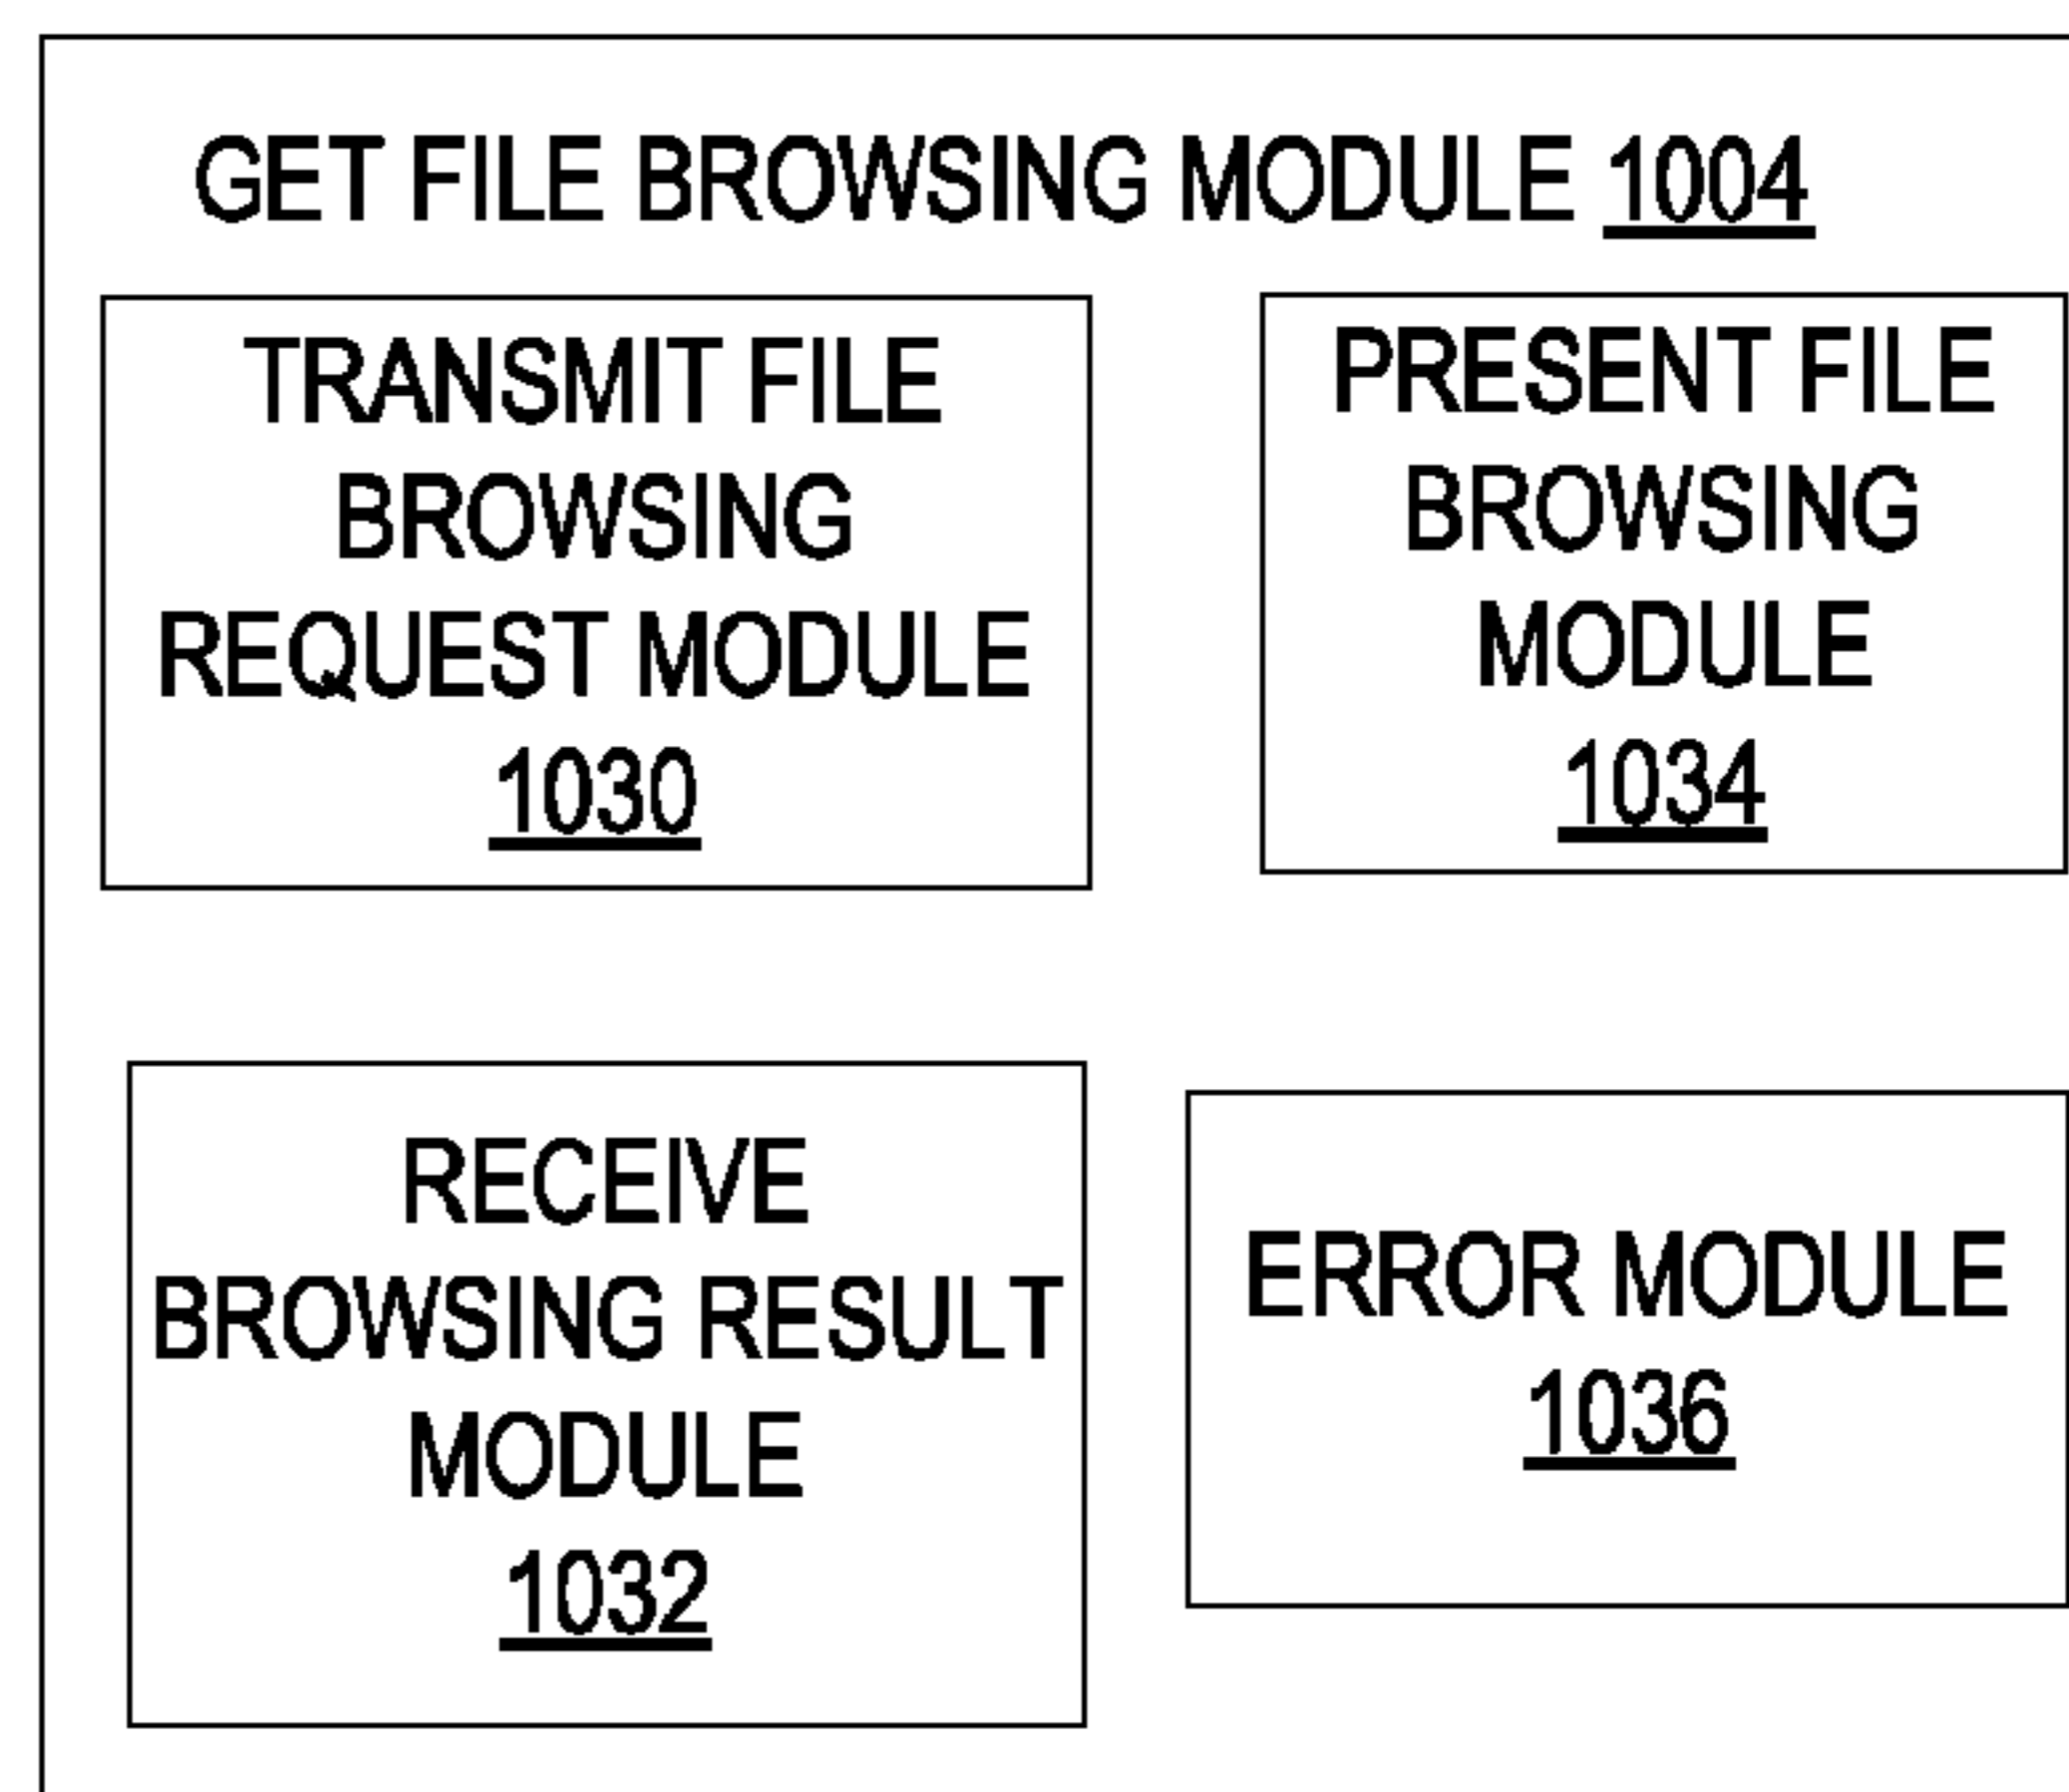 GET FILE BROWSING MODULE 1004
TRANSMIT FILE
BROWSING
REQUEST MODULE
1030
PRESENT FILE
BROWSING
MODULE
1034
RECEIVE
BROWSING RESULT
MODULE
1032
ERROR MODULE
1036